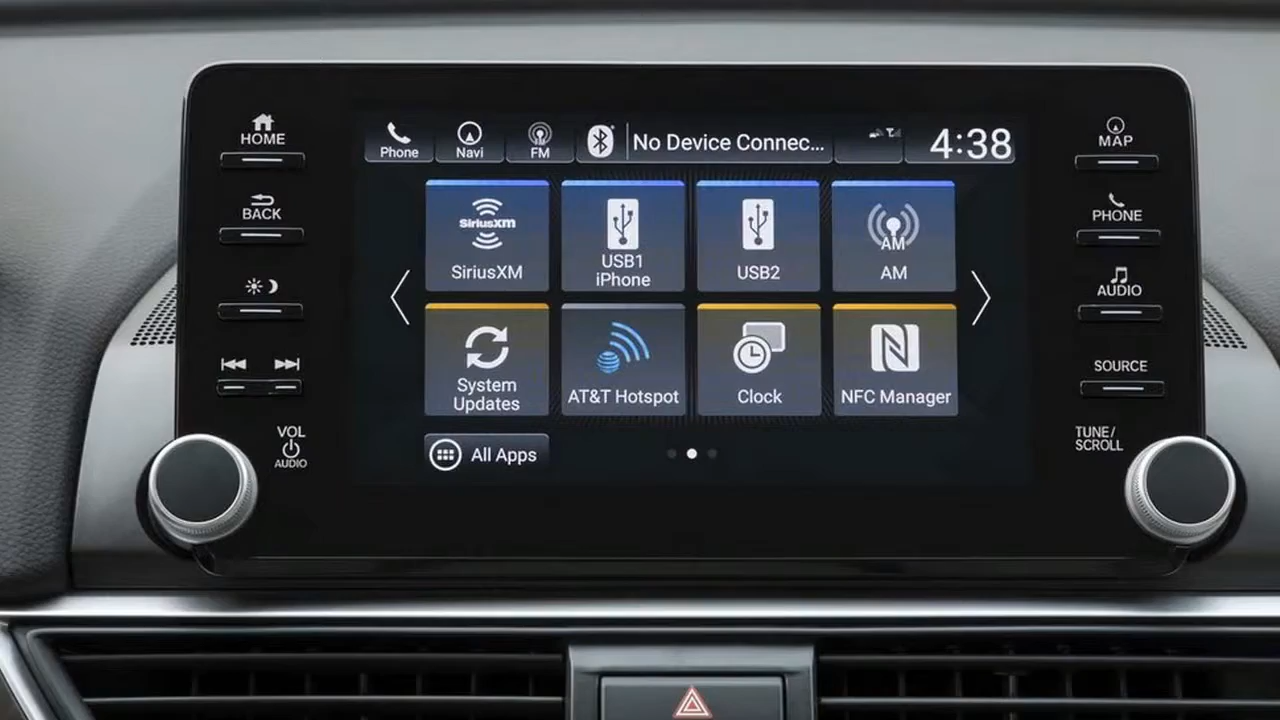 HOME
BACK
VOL
AUDIO
Phone
Navi
FM
No Device Connec...
4:38
SiriusXM
SiriusXM
USB1
iPhone
USB2
AM
AM
System
Updates
AT&T Hotspot
Clock
NFC Manager
All Apps
MAP
PHONE
AUDIO
SOURCE
TUNE/
SCROLL